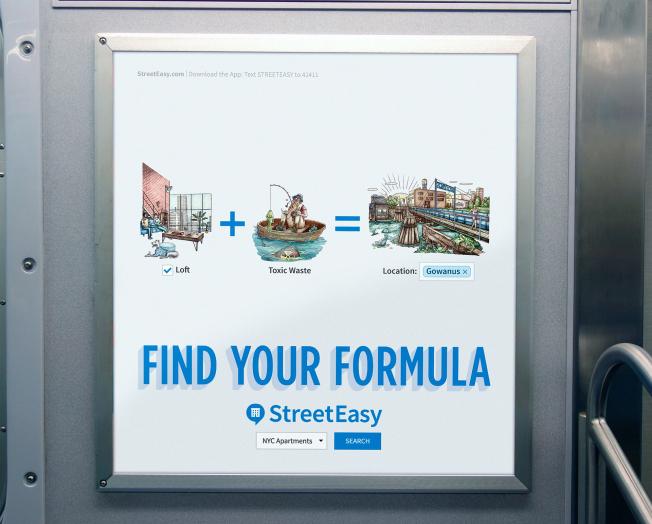 StreetEasy.com | Download the App: Text STREETEASY to 41411
+ =
Loft
Toxic Waste
Location: Gowanus ×
FIND YOUR FORMULA
StreetEasy
NYC Apartments
SEARCH